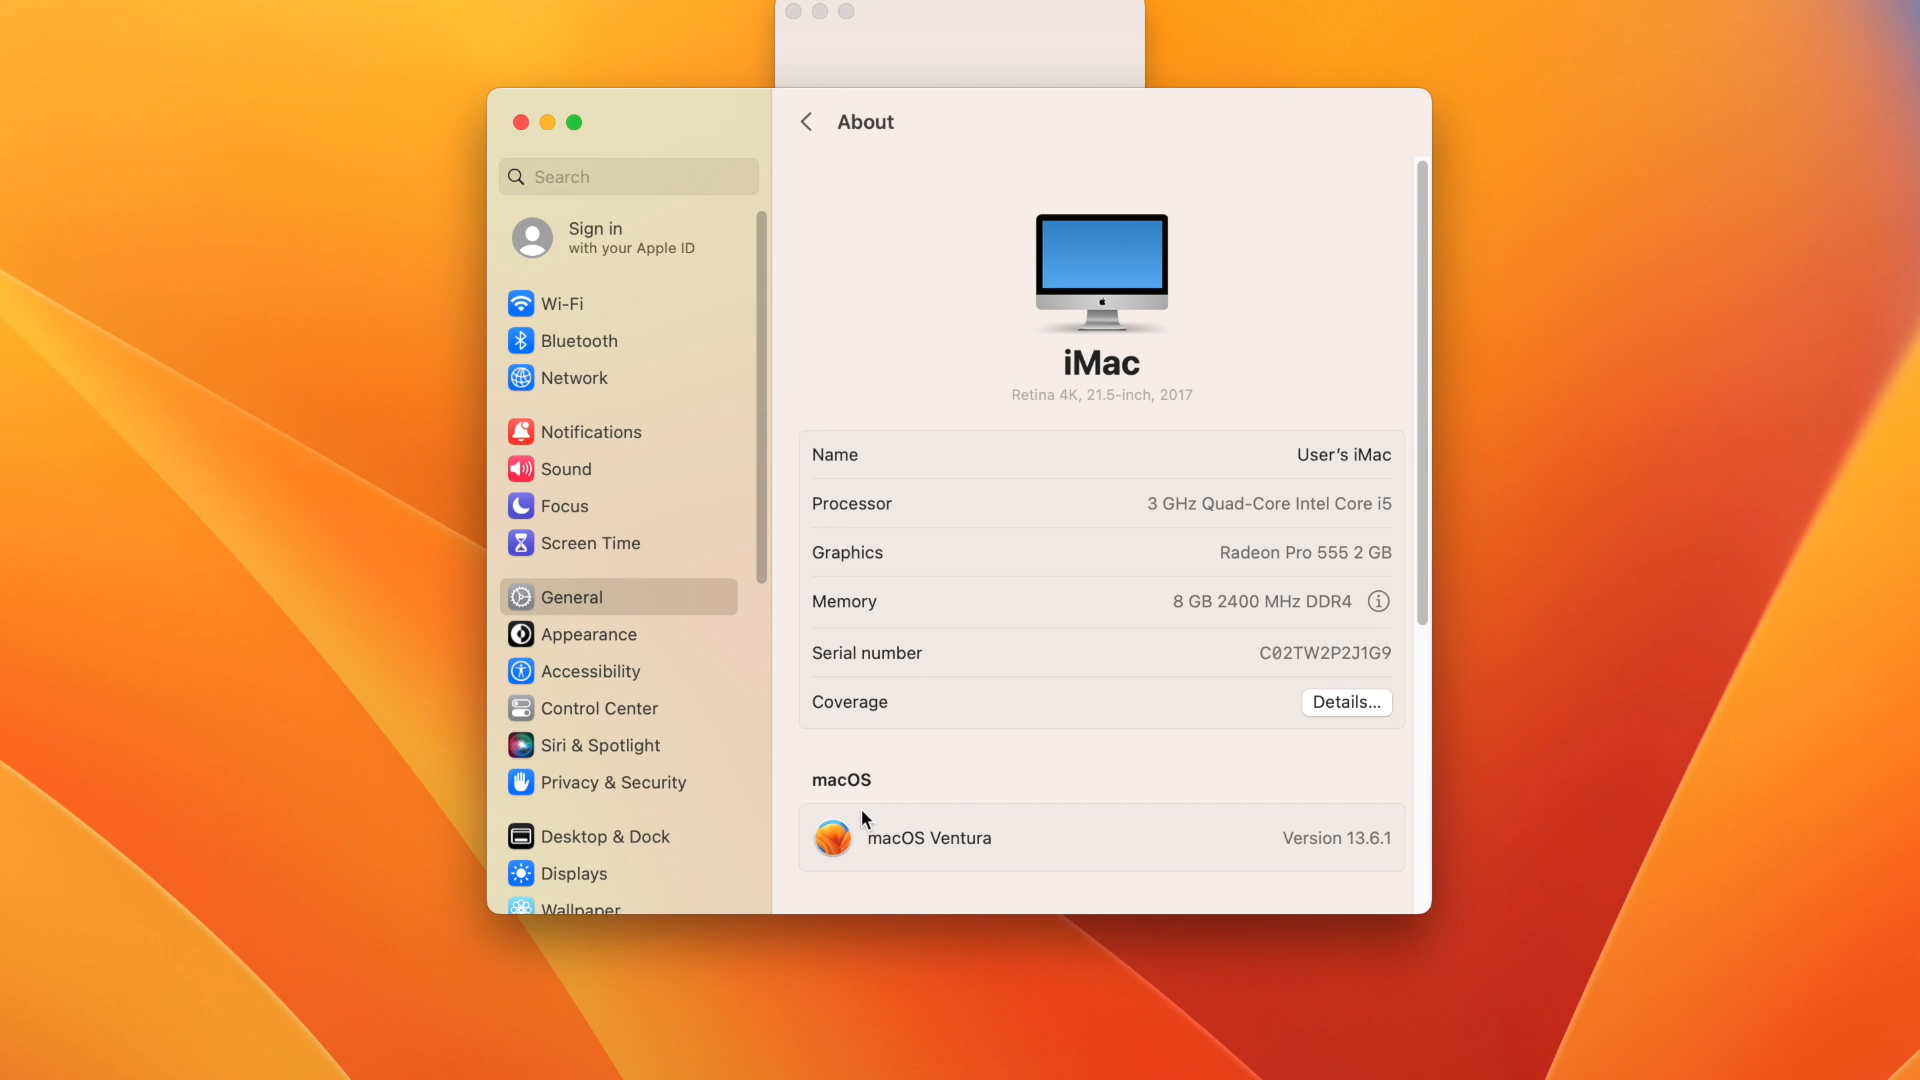 About
Search
Sign in
with your Apple ID
Wi-Fi
Bluetooth
Network
Notifications
Sound
Focus
Screen Time
General
Appearance
Accessibility
Control Center
Siri & Spotlight
Privacy & Security
Desktop & Dock
Displays
Wallpaper
iMac
Retina 4K, 21.5-inch, 2017
Name User's iMac
Processor 3 GHz Quad-Core Intel Core i5
Graphics Radeon Pro 555 2 GB
Memory 8 GB 2400 MHz DDR4
Serial number C02TW2P2J1G9
Coverage Details...
macOS
macOS Ventura Version 13.6.1